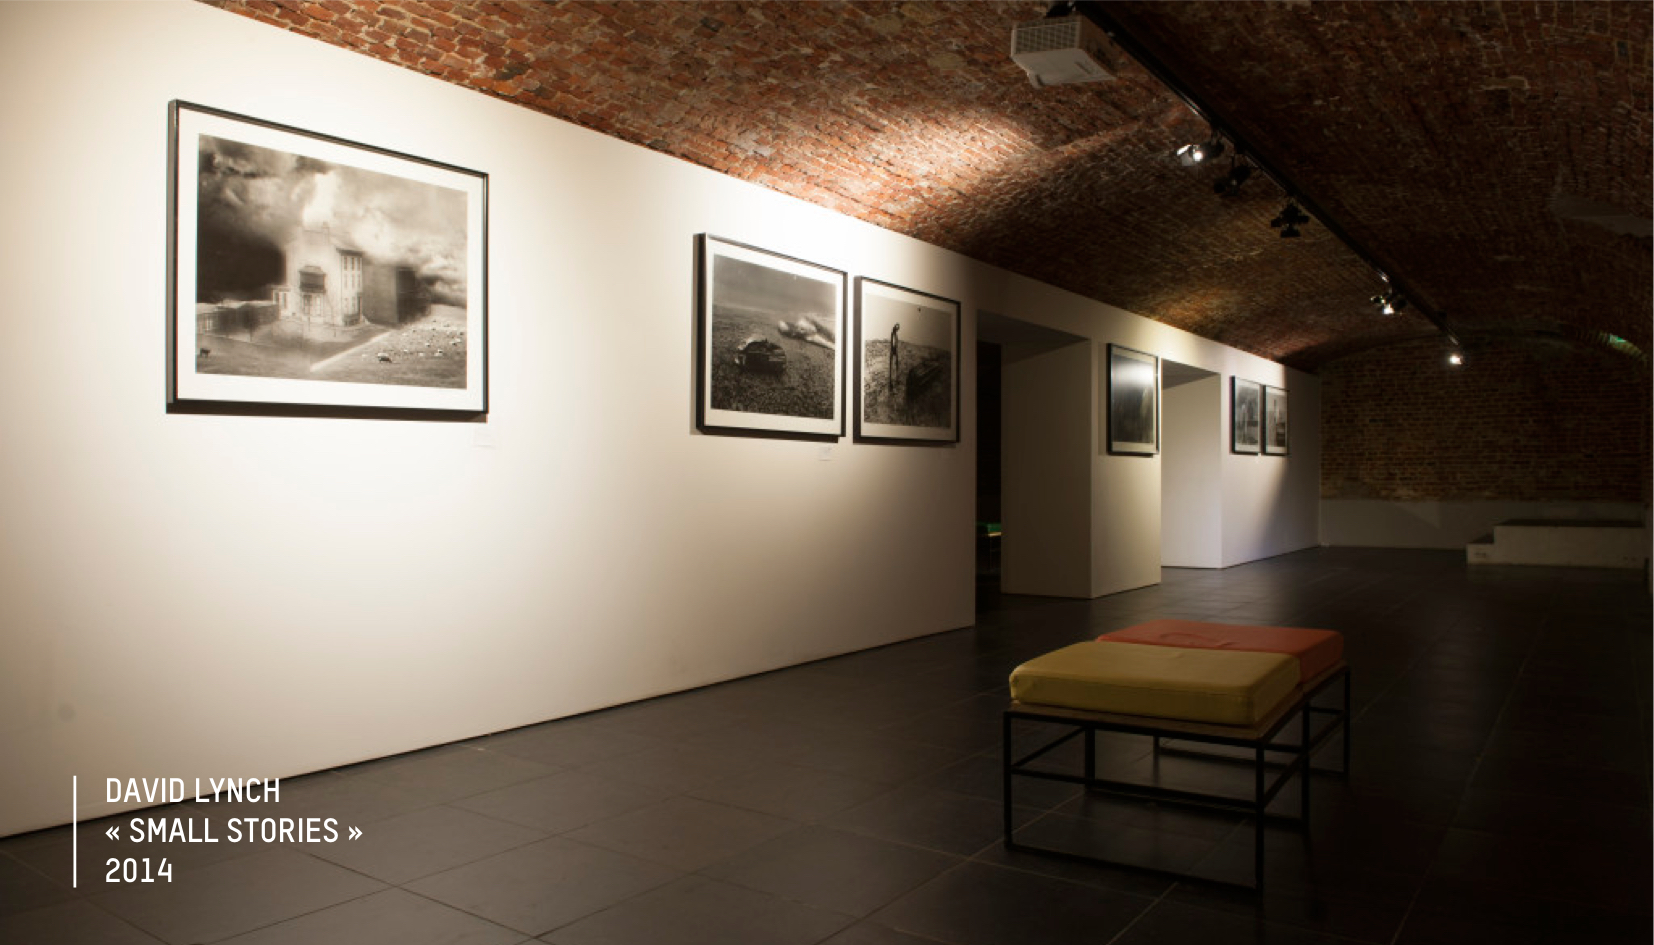 DAVID LYNCH
« SMALL STORIES »
2014